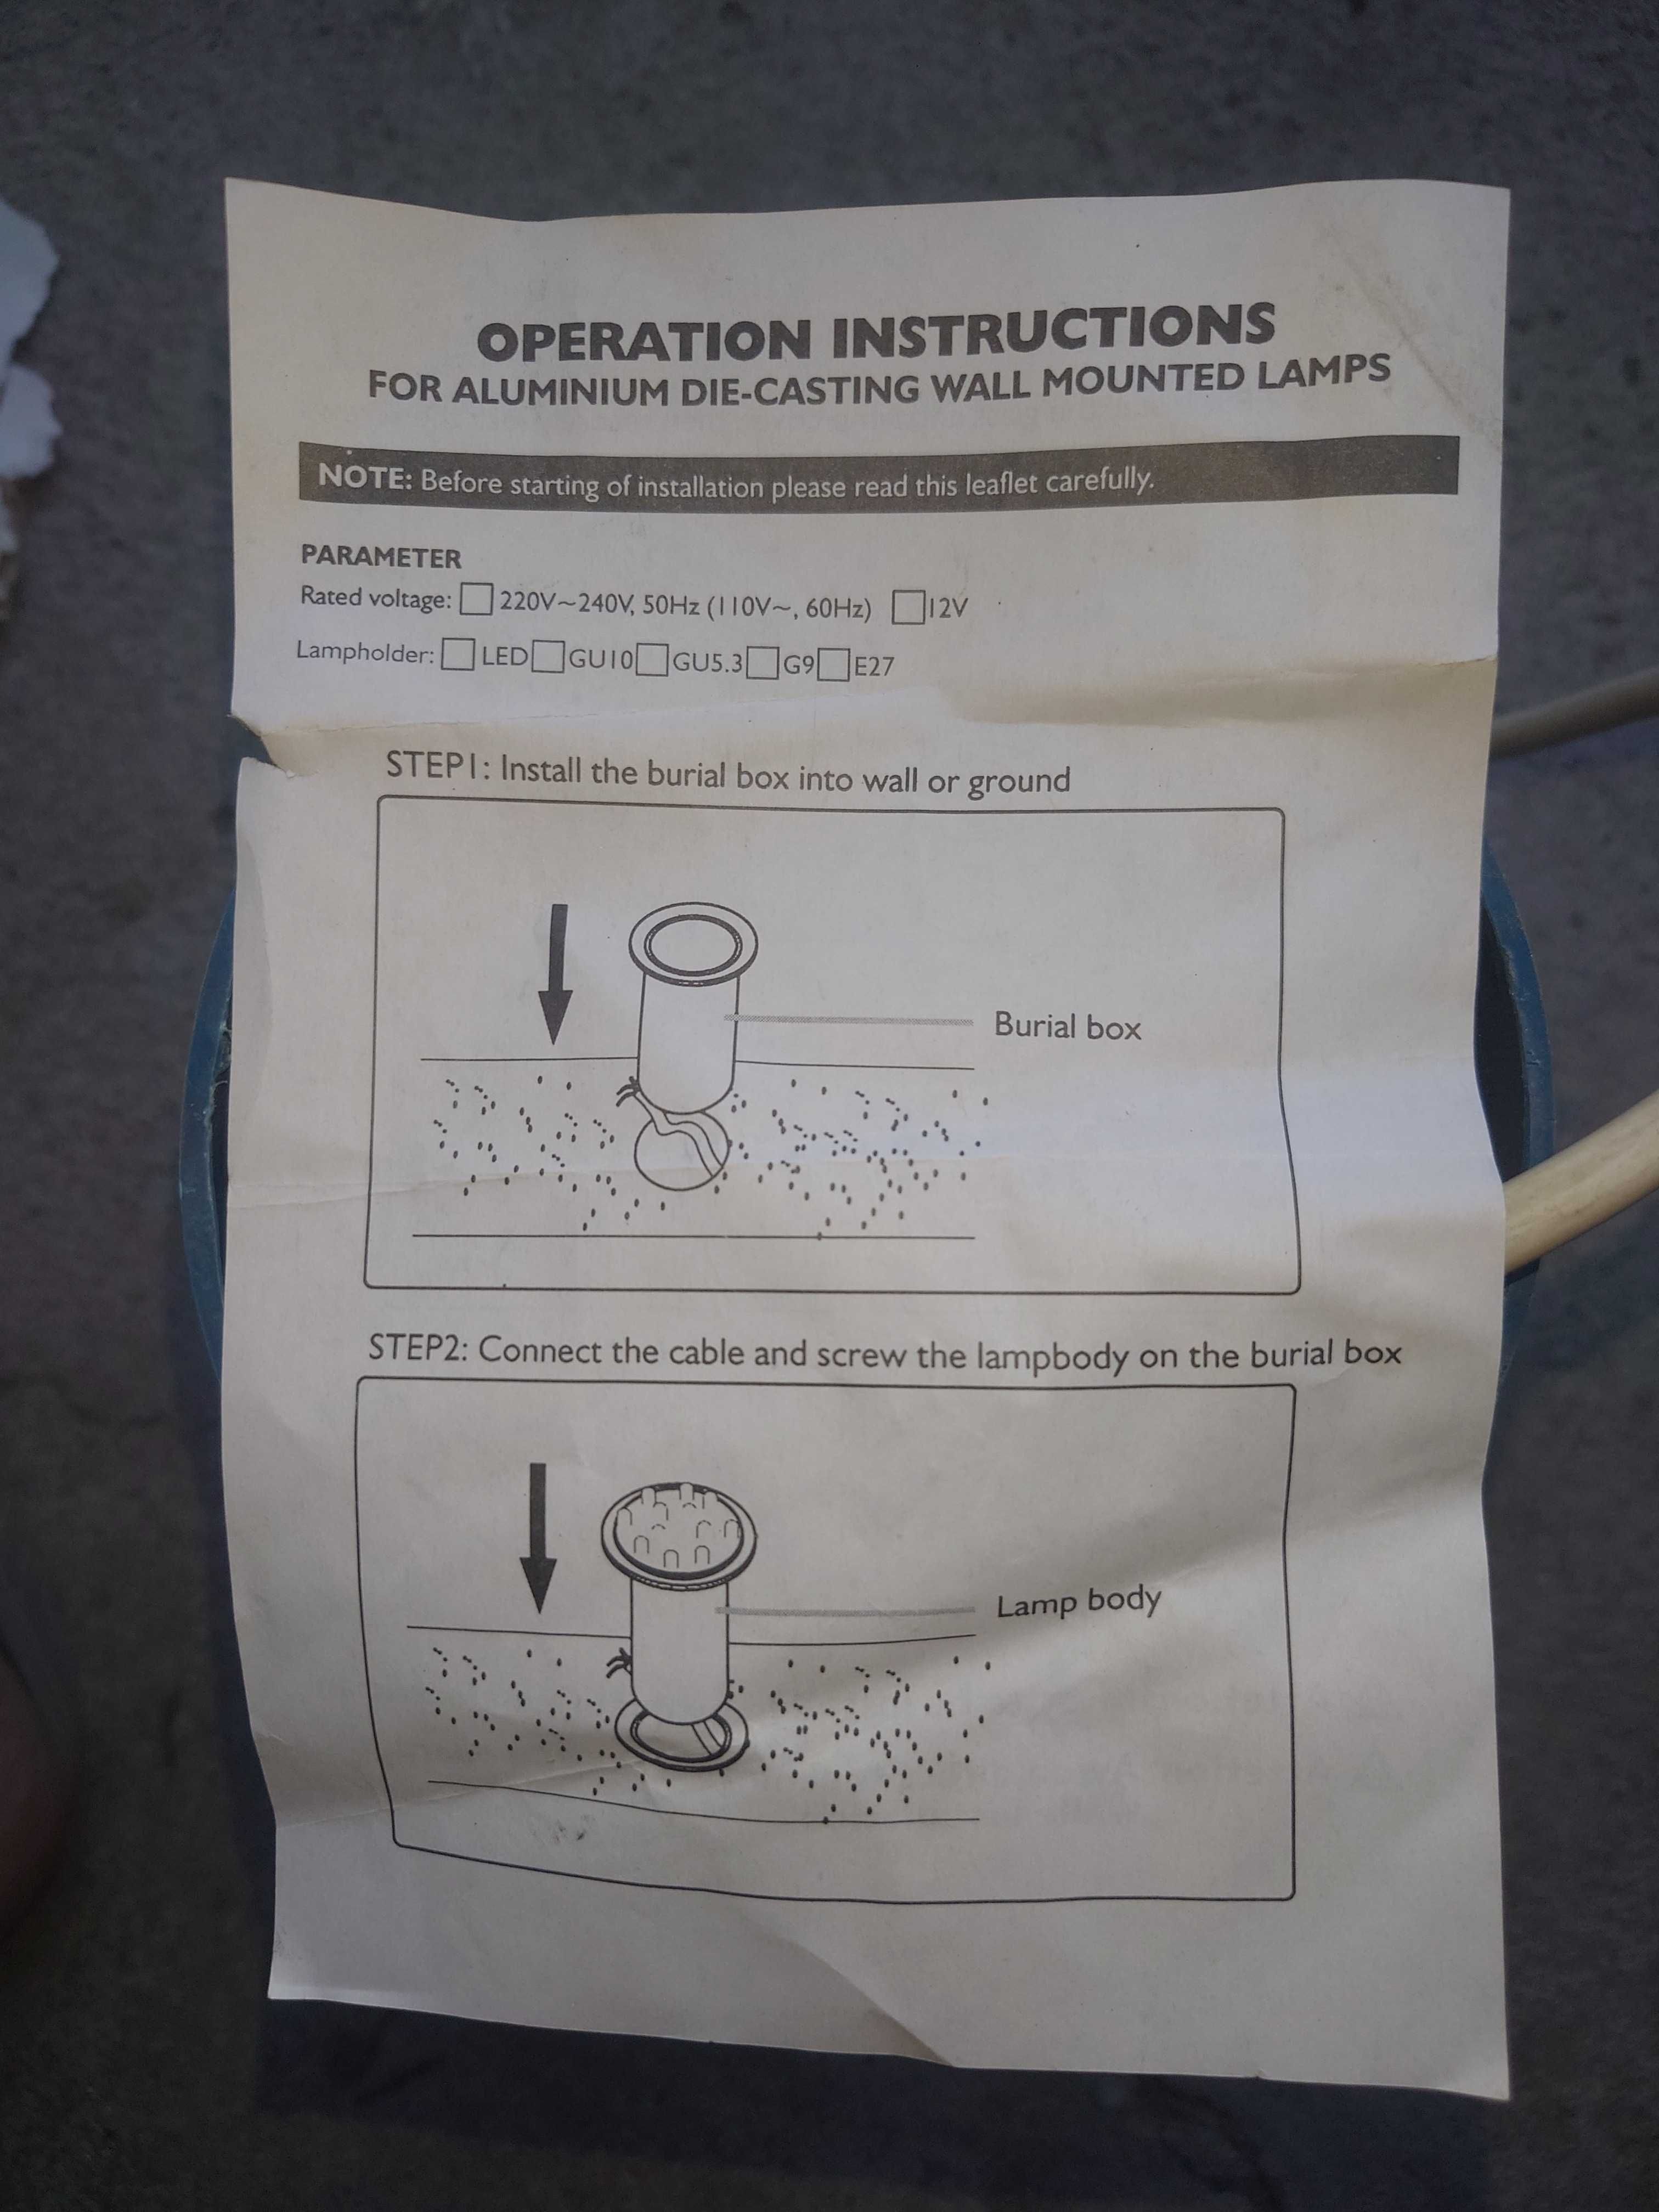 OPERATION INSTRUCTIONS
FOR ALUMINIUM DIE-CASTING WALL MOUNTED LAMPS
NOTE: Before starting of installation please read this leaflet carefully.
PARAMETER
Rated voltage: □ 220V~240V, 50Hz (110V~, 60Hz) □ 12V
Lampholder: □ LED □ GU10 □ GU5.3 □ G9 □ E27
STEP1: Install the burial box into wall or ground
Burial box
STEP2: Connect the cable and screw the lampbody on the burial box
Lamp body